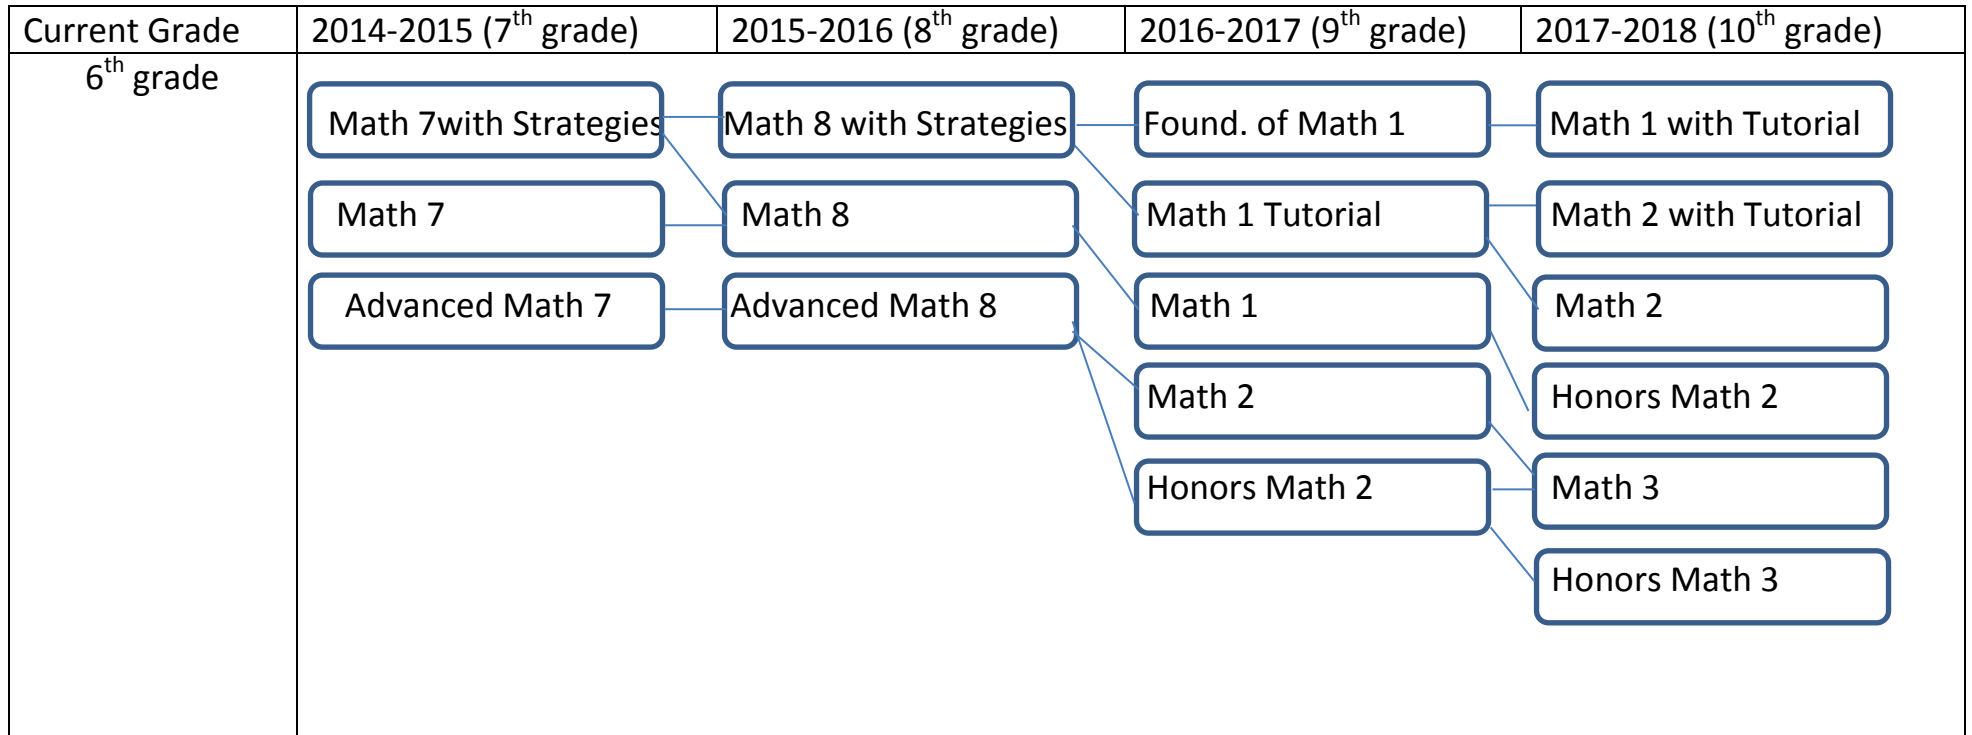 Current Grade 2014-2015 (7th grade) 2015-2016 (8th grade) 2016-2017 (9th grade) 2017-2018 (10th grade)
6th grade
Math 7with Strategies Math 8 with Strategies Found. of Math 1 Math 1 with Tutorial
Math 7 Math 8 Math 1 Tutorial Math 2 with Tutorial
Advanced Math 7 Advanced Math 8 Math 1 Math 2
Math 2 Honors Math 2
Honors Math 2 Math 3
Honors Math 3